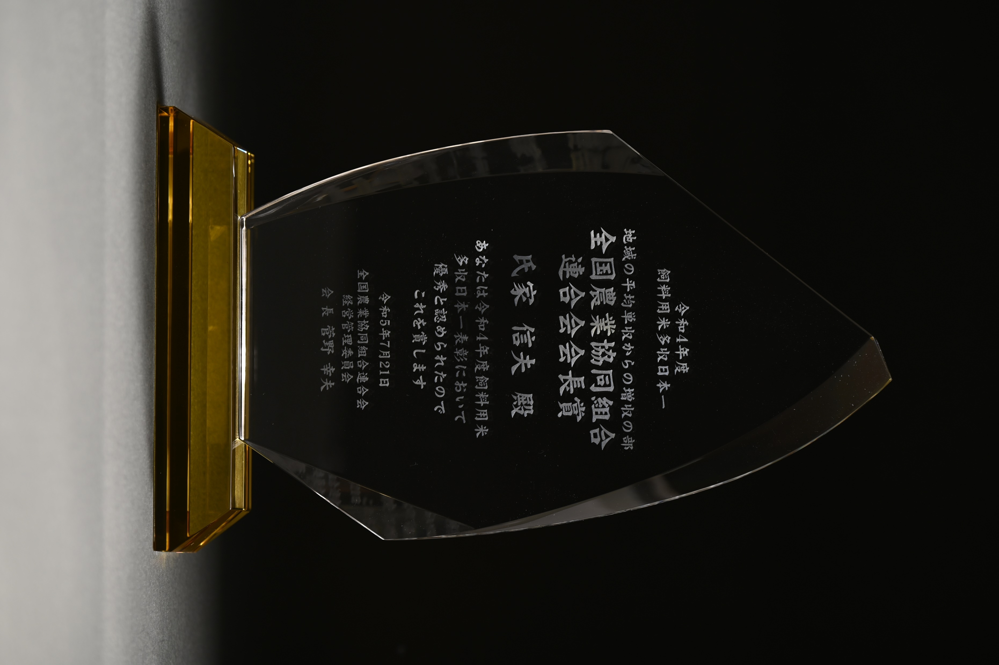 令和4年度
飼料用米多収日本一
地域の平均単収からの増収の部
全国農業協同組合
連合会会長賞
氏家 信夫 殿
あなたは令和4年度飼料用米
多収日本一表彰において
優秀と認められたので
これを賞します
令和5年7月21日
全国農業協同組合連合会
経営管理委員会
会長 菅野 幸夫